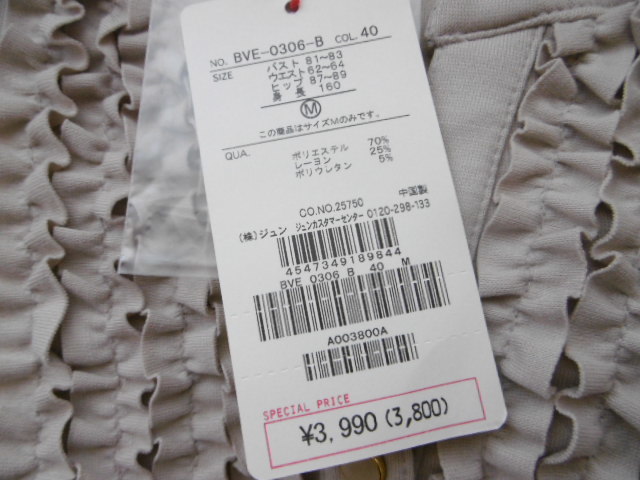 NO. BVE-0306-B COL. 40
SIZE バスト 81~83
ウエスト 62~64
ヒップ 87~89
身長 160
M
この商品はサイズMのみです。
QUA. ポリエステル 70%
レーヨン 25%
ポリウレタン 5%
CO.NO.25750 中国製
(株)ジュン ジュンカスタマーセンター 0120-298-133
4547349189844
BVE 0306 B 40 M
A003800A
SPECIAL PRICE
¥3,990 (3,800)